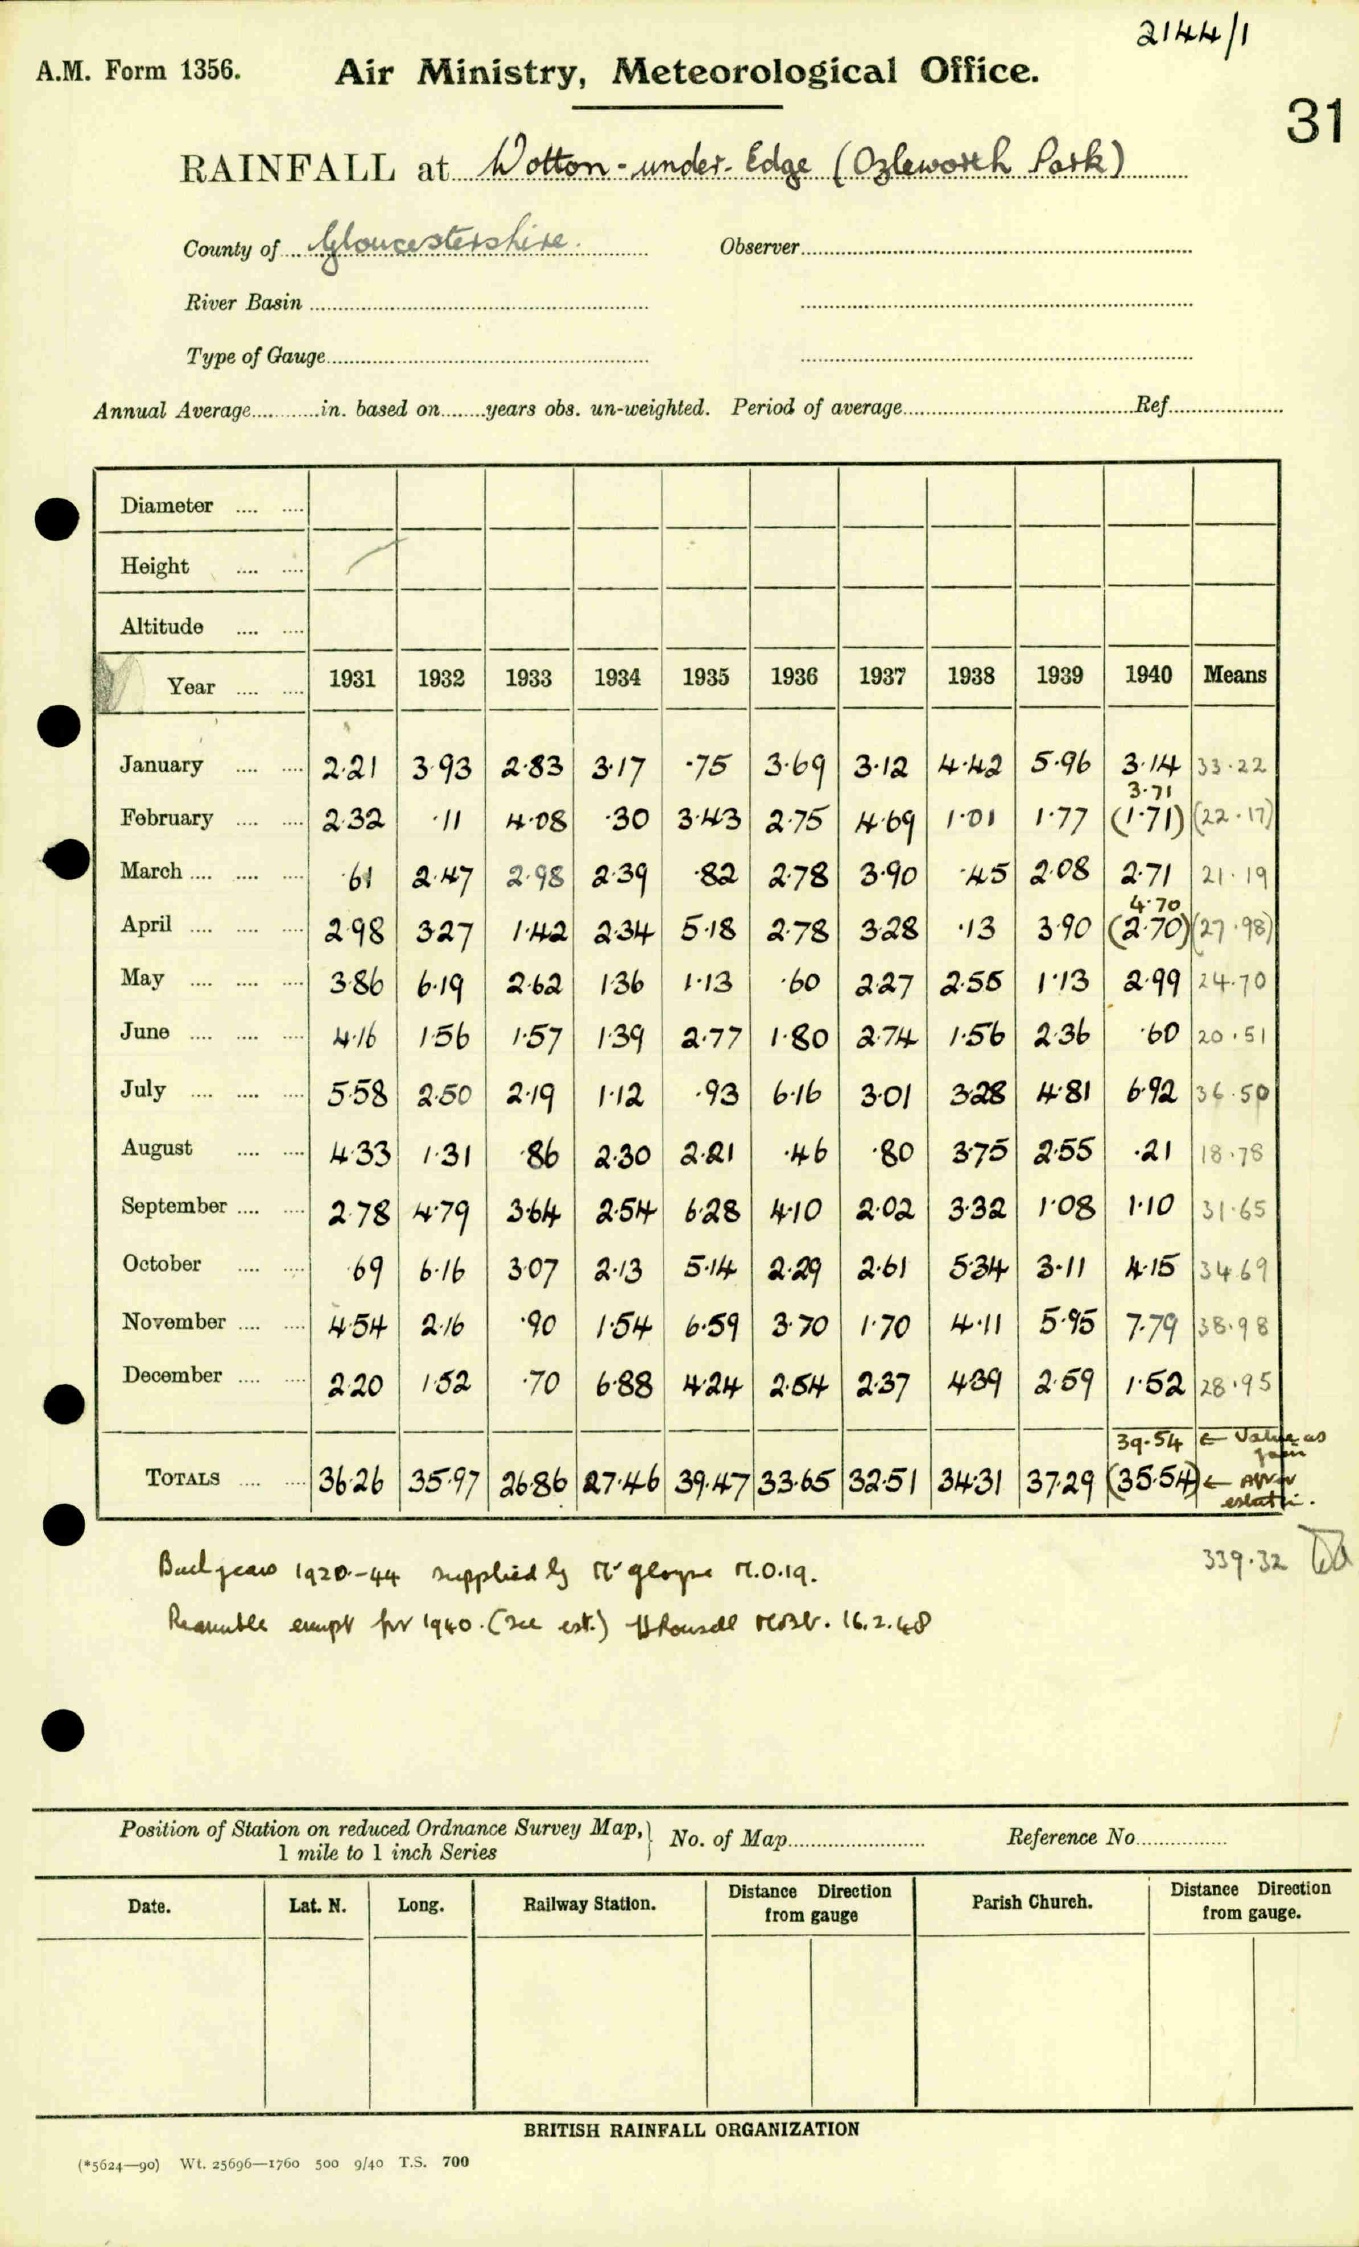 2144/1
A.M. Form 1356. Air Ministry, Meteorological Office.
31
RAINFALL at Wotton-under-Edge (Ozleworth Park)
County of Gloucestershire. Observer
River Basin
Type of Gauge
Annual Average in. based on years obs. un-weighted. Period of average Ref
Diameter
Height
Altitude
Year 1931 1932 1933 1934 1935 1936 1937 1938 1939 1940 Means
January 2.21 3.93 2.83 3.17 .75 3.69 3.12 4.42 5.96 3.14 33.22
3.71
February 2.32 .11 4.08 .30 3.43 2.75 4.69 1.01 1.77 (1.71) (22.17)
March .61 2.47 2.98 2.39 .82 2.78 3.90 .45 2.08 2.71 21.19
4.70
April 2.98 3.27 1.42 2.34 5.18 2.78 3.28 .13 3.90 (2.70) (27.98)
May 3.86 6.19 2.62 1.36 1.13 .60 2.27 2.55 1.13 2.99 24.70
June 4.16 1.56 1.57 1.39 2.77 1.80 2.74 1.56 2.36 .60 20.51
July 5.58 2.50 2.19 1.12 .93 6.16 3.01 3.28 4.81 6.92 36.50
August 4.33 1.31 .86 2.30 2.21 .46 .80 3.75 2.55 .21 18.78
September 2.78 4.79 3.64 2.54 6.28 4.10 2.02 3.32 1.08 1.10 31.65
October .69 6.16 3.07 2.13 5.14 2.29 2.61 5.34 3.11 4.15 34.69
November 4.54 2.16 .90 1.54 6.59 3.70 1.70 4.11 5.95 7.79 38.98
December 2.20 1.52 .70 6.88 4.24 2.54 2.37 4.39 2.59 1.52 28.95
39.54 ← Value as
TOTALS 36.26 35.97 26.86 27.46 39.47 33.65 32.51 34.31 37.29 (35.54) ←
339.32
years 1920-44 supplied by Mr M.O.19.
for 1940. (see est.) 16.2.48
Position of Station on reduced Ordnance Survey Map, No. of Map Reference No
1 mile to 1 inch Series
Date. Lat. N. Long. Railway Station. Distance Direction from gauge Parish Church. Distance Direction from gauge.
BRITISH RAINFALL ORGANIZATION
(*5624—90) Wt. 25696—1760 500 9/40 T.S. 700